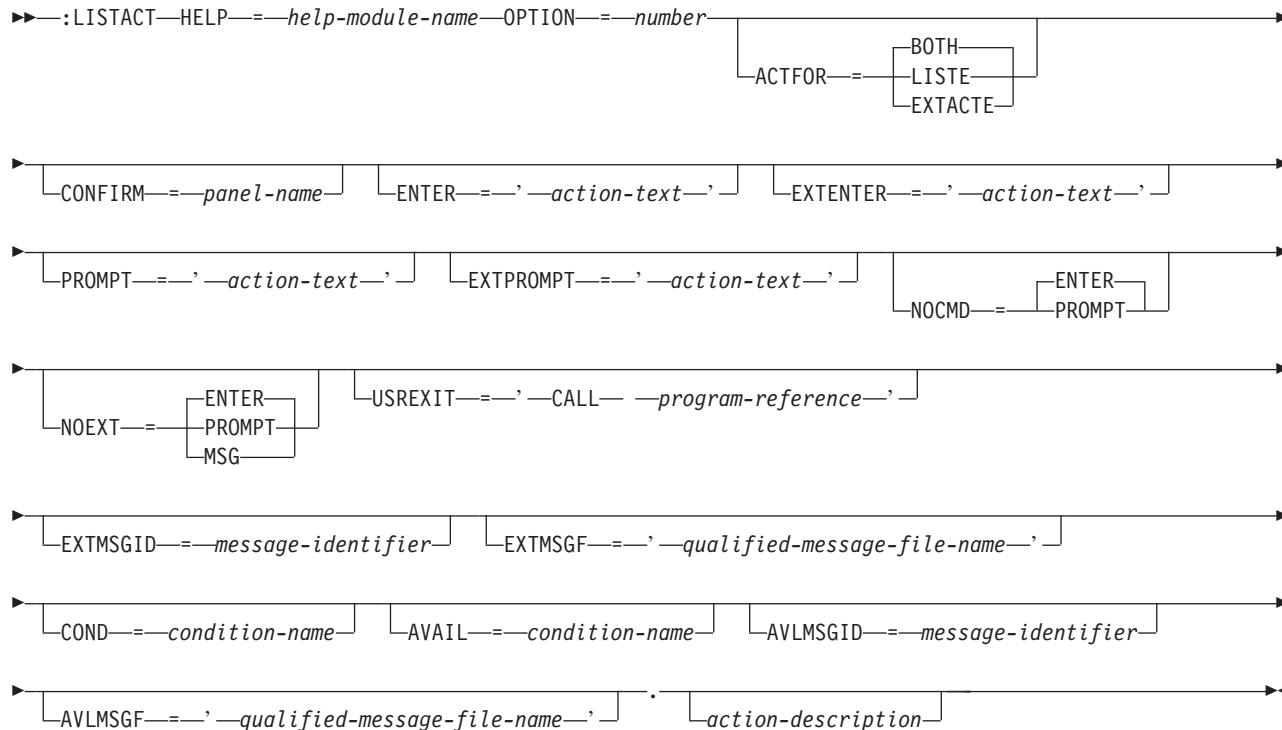 :LISTACT HELP = help-module-name OPTION = number
ACTFOR = BOTH
LISTE
EXTACTE
CONFIRM = panel-name ENTER =' action-text ' EXTENTER =' action-text '
PROMPT =' action-text ' EXTPROMPT =' action-text ' NOCMD = ENTER
PROMPT
NOEXT = ENTER
PROMPT
MSG
USREXIT =' CALL program-reference '
EXTMSGID = message-identifier EXTMSGF =' qualified-message-file-name '
COND = condition-name AVAIL = condition-name AVLMSGID = message-identifier
AVLMSGF =' qualified-message-file-name ' . action-description